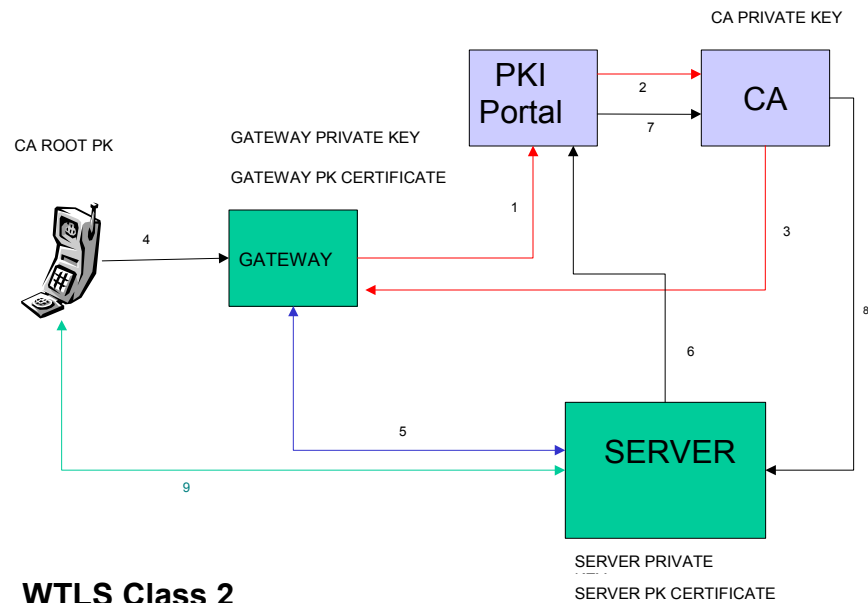 CA PRIVATE KEY
PKI
Portal
2
7
CA
CA ROOT PK
GATEWAY PRIVATE KEY
GATEWAY PK CERTIFICATE
1
3
4
GATEWAY
8
6
5
SERVER
9
SERVER PRIVATE
SERVER PK CERTIFICATE
WTLS Class 2